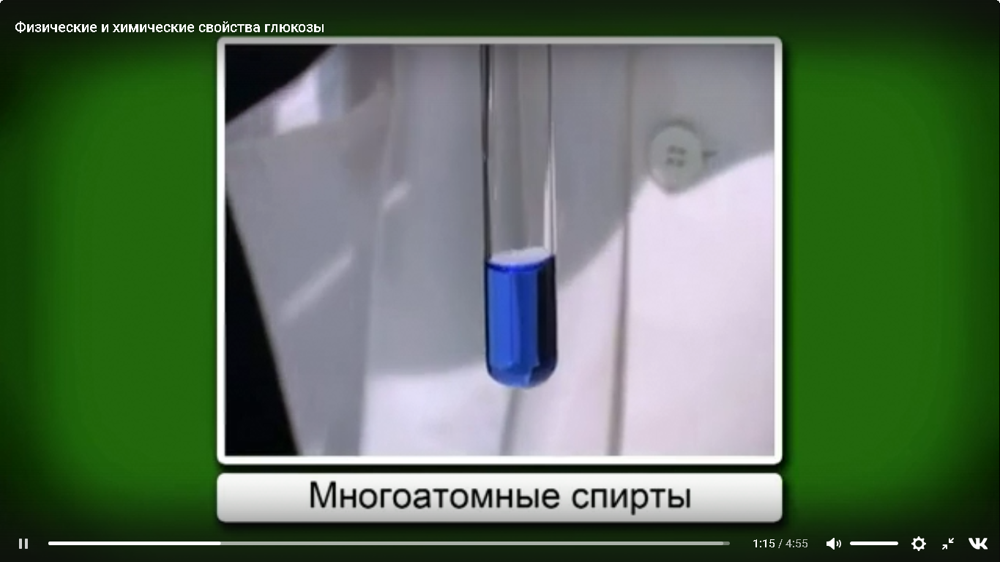 Физические и химические свойства глюкозы
Многоатомные спирты
1:15 / 4:55